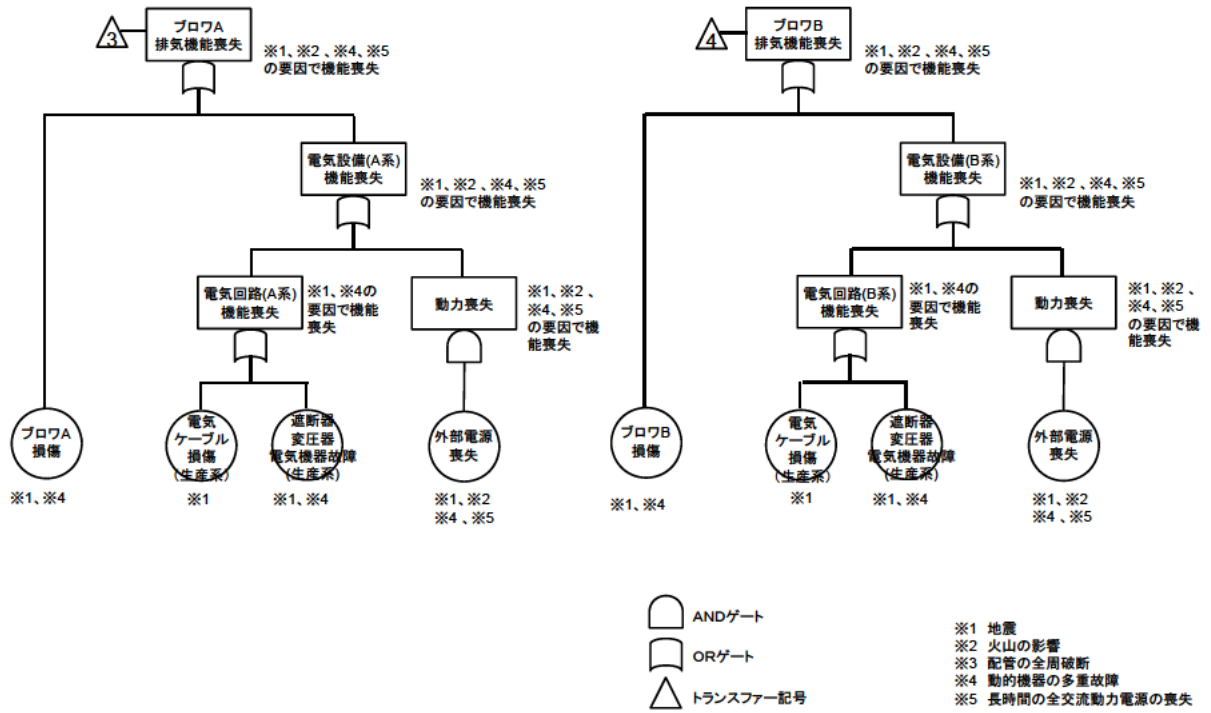 3
ブロワA
排気機能喪失
※1、※2 、※4、※5
の要因で機能喪失
電気設備(A系)
機能喪失
※1、※2 、※4、※5
の要因で機能喪失
電気回路(A系)
機能喪失
※1、※4の
要因で機能
喪失
動力喪失
※1、※2 、
※4、※5
の要因で機
能喪失
ブロワA
損傷
※1、※4
電気
ケーブル
損傷
(生産系)
※1
遮断器
変圧器
電気機器故障
(生産系)
※1、※4
外部電源
喪失
※1、※2
※4 、※5
4
ブロワB
排気機能喪失
※1、※2 、※4、※5
の要因で機能喪失
電気設備(B系)
機能喪失
※1、※2 、※4、※5
の要因で機能喪失
電気回路(B系)
機能喪失
※1、※4の
要因で機能
喪失
動力喪失
※1、※2 、
※4、※5
の要因で機
能喪失
ブロワB
損傷
※1、※4
電気
ケーブル
損傷
(生産系)
※1
遮断器
変圧器
電気機器故障
(生産系)
※1、※4
外部電源
喪失
※1、※2
※4 、※5
ANDゲート
ORゲート
トランスファー記号
※1 地震
※2 火山の影響
※3 配管の全周破断
※4 動的機器の多重故障
※5 長時間の全交流動力電源の喪失